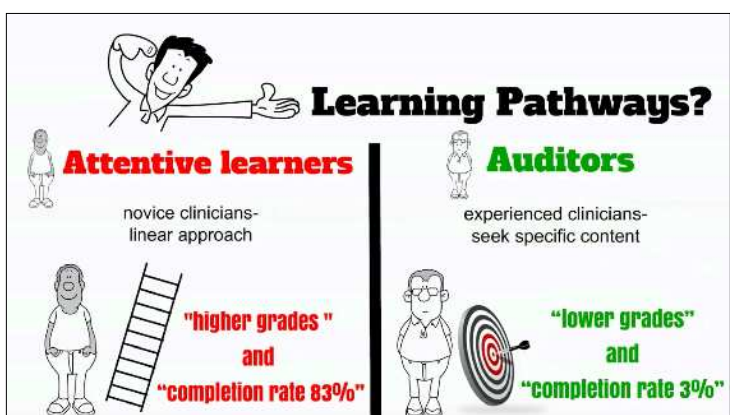 Learning Pathways?
Attentive learners
novice clinicians-
linear approach
"higher grades "
and
"completion rate 83%"
Auditors
experienced clinicians-
seek specific content
“lower grades”
and
“completion rate 3%”